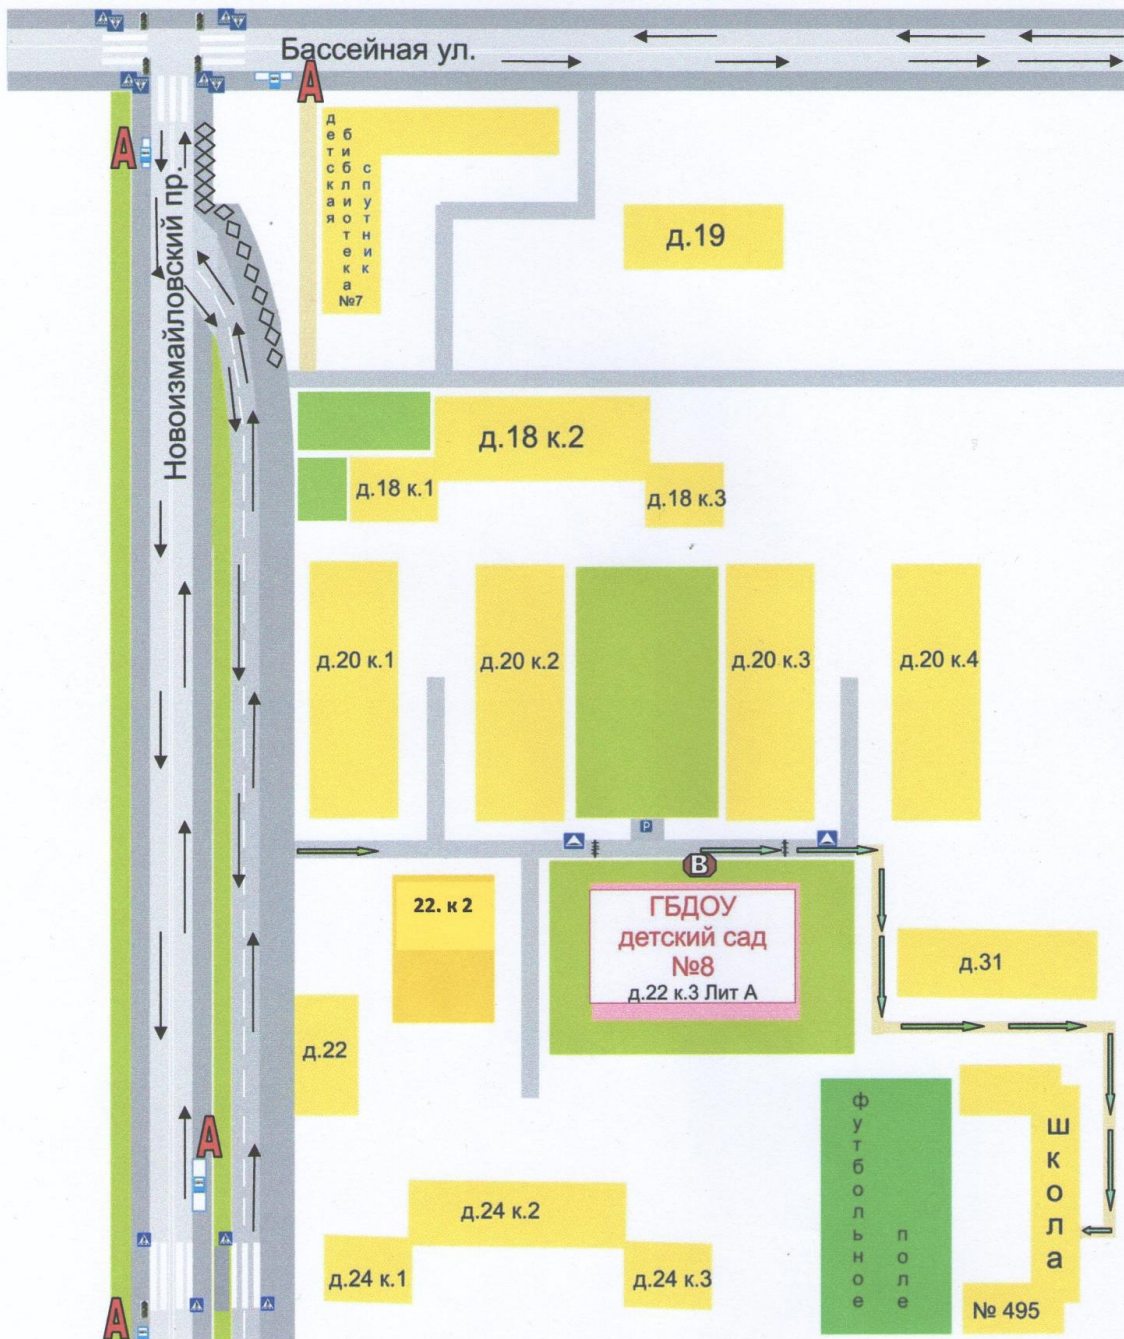 Бассейная ул.
А
А
Новоизмайловский пр.
детская
библиотека
спутник
№7
д.19
д.18 к.2
д.18 к.1
д.18 к.3
д.20 к.1
д.20 к.2
д.20 к.3
д.20 к.4
P
В
22. к 2
ГБДОУ
детский сад
№8
д.22 к.3 Лит А
д.31
д.22
А
футбольное
поле
школа
№ 495
д.24 к.2
д.24 к.1
д.24 к.3
А